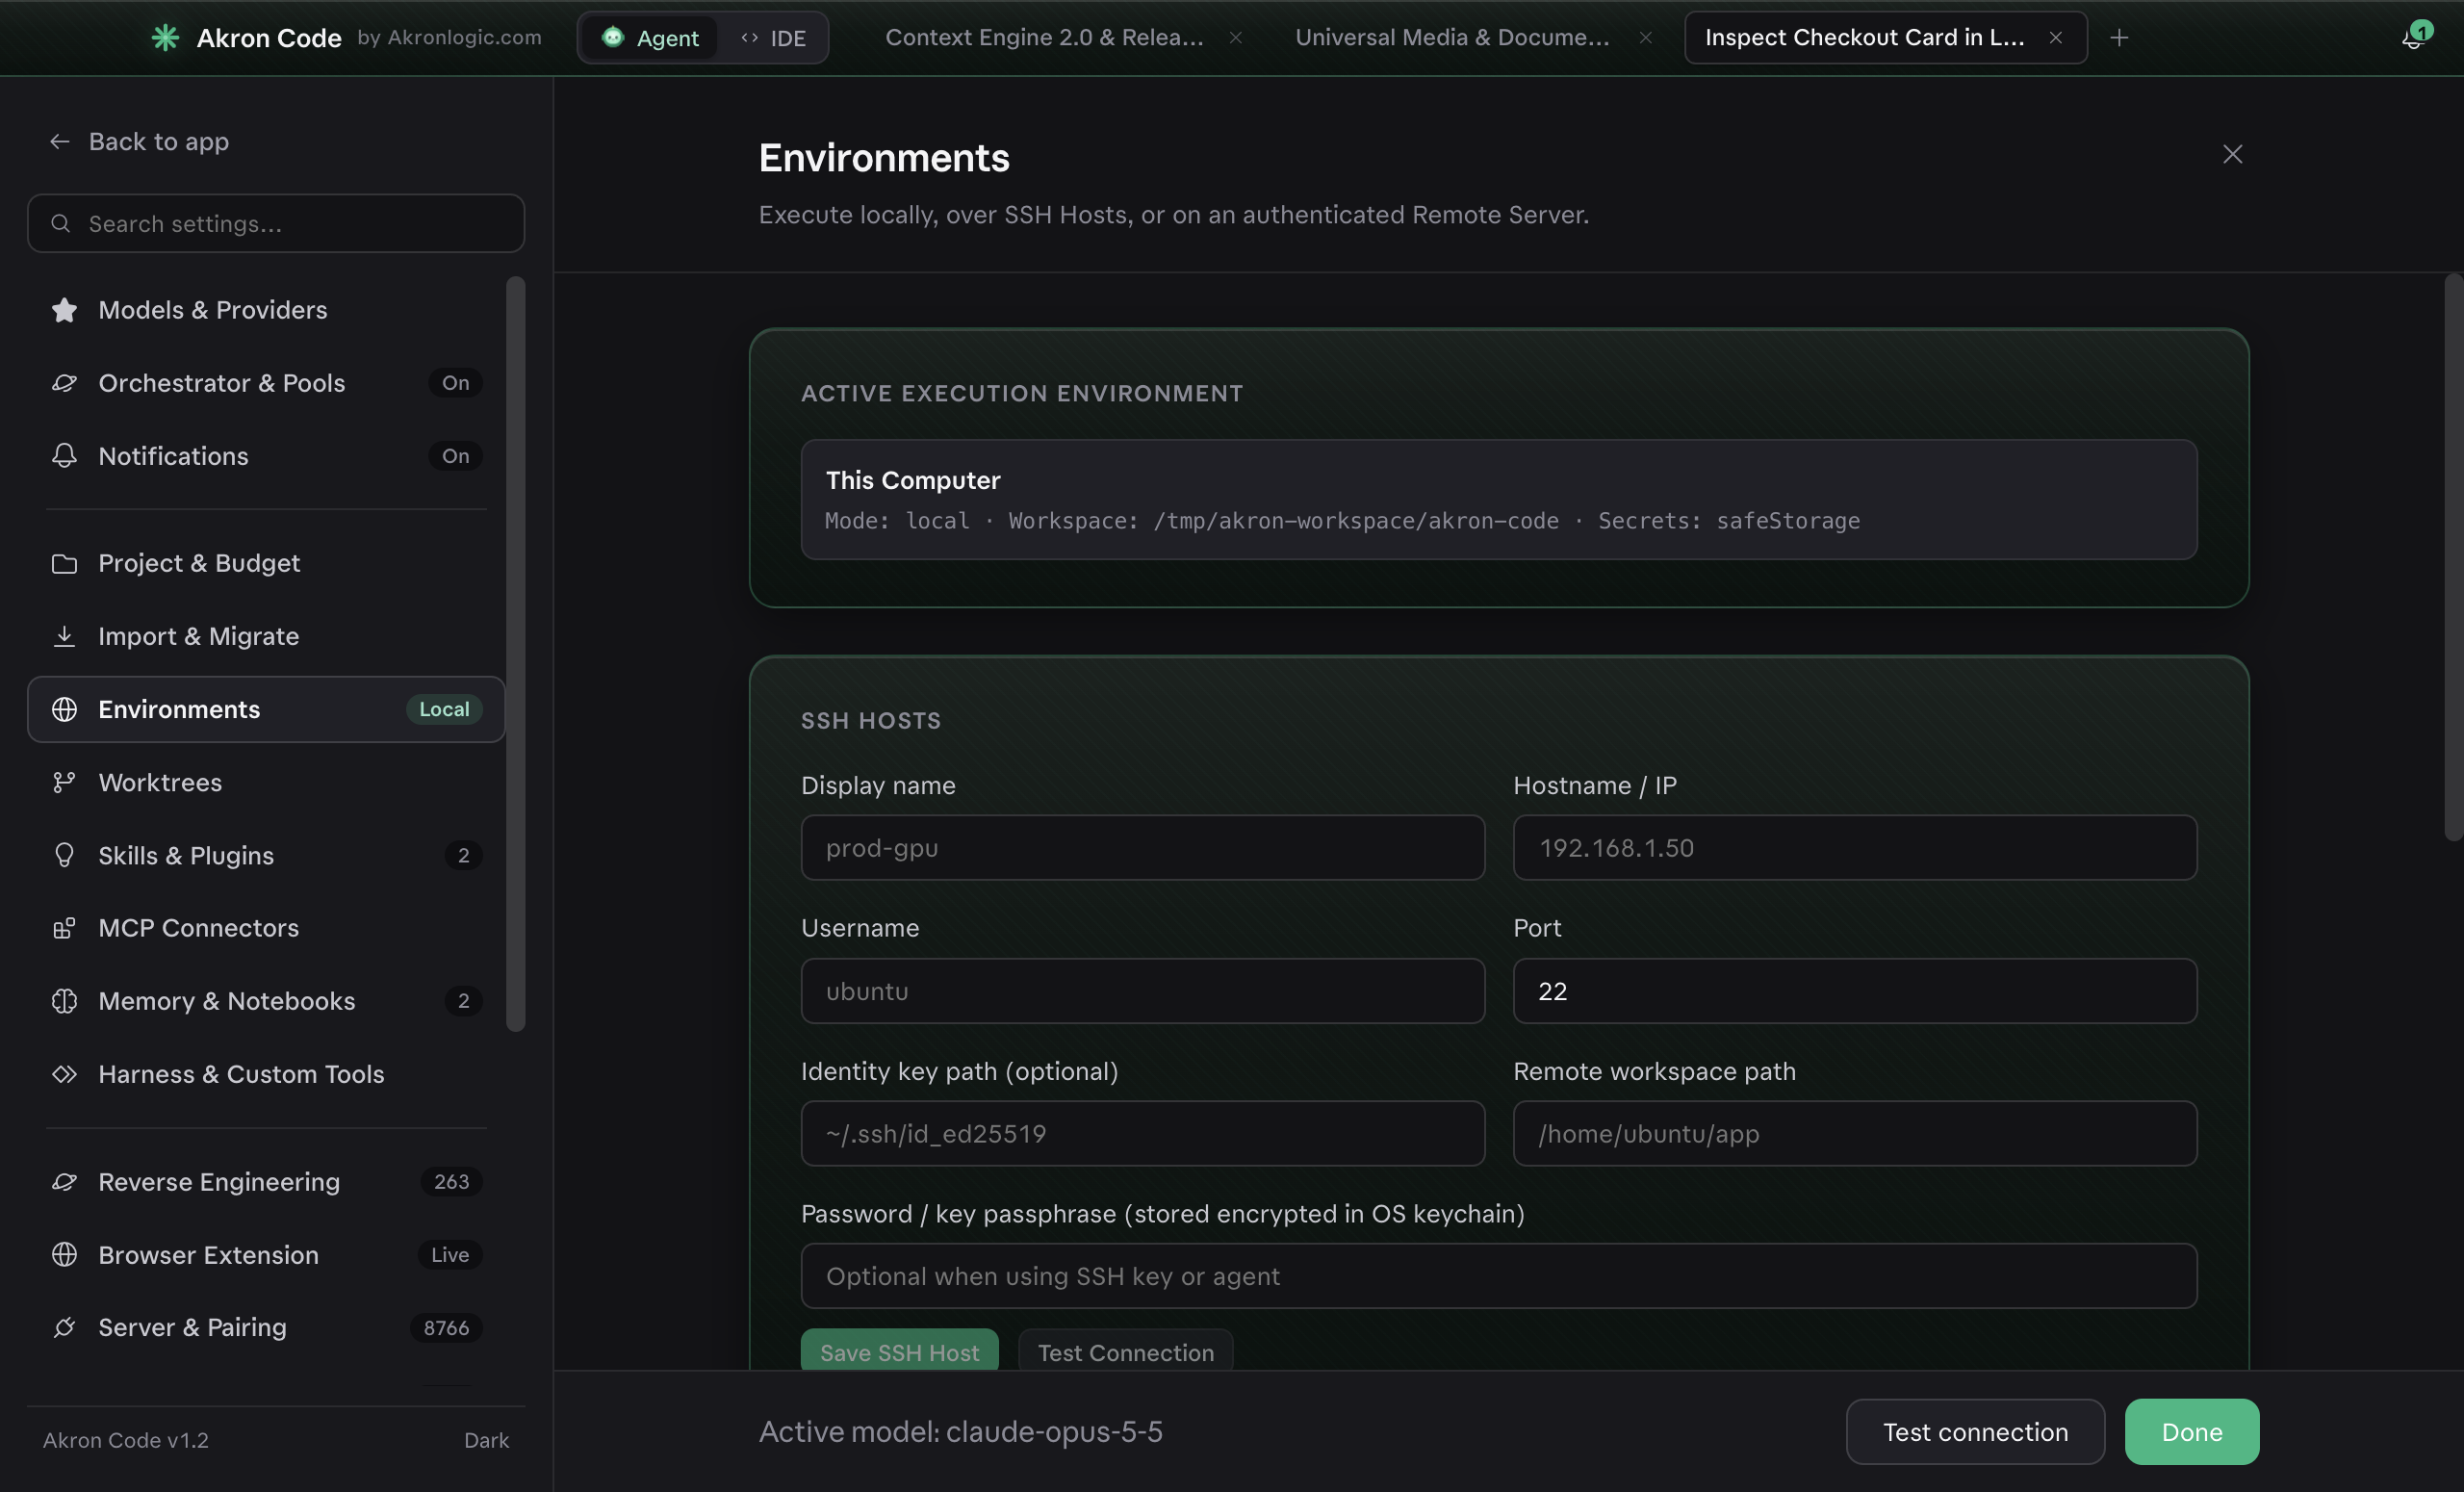 Akron Code by Akronlogic.com
Agent
IDE
Context Engine 2.0 & Relea...
Universal Media & Docume...
Inspect Checkout Card in L...
1
Back to app
Search settings...
Models & Providers
Orchestrator & Pools On
Notifications On
Project & Budget
Import & Migrate
Environments Local
Worktrees
Skills & Plugins 2
MCP Connectors
Memory & Notebooks 2
Harness & Custom Tools
Reverse Engineering 263
Browser Extension Live
Server & Pairing 8766
Akron Code v1.2 Dark
Environments
Execute locally, over SSH Hosts, or on an authenticated Remote Server.
ACTIVE EXECUTION ENVIRONMENT
This Computer
Mode: local · Workspace: /tmp/akron-workspace/akron-code · Secrets: safeStorage
SSH HOSTS
Display name
prod-gpu
Hostname / IP
192.168.1.50
Username
ubuntu
Port
22
Identity key path (optional)
~/.ssh/id_ed25519
Remote workspace path
/home/ubuntu/app
Password / key passphrase (stored encrypted in OS keychain)
Optional when using SSH key or agent
Save SSH Host
Test Connection
Active model: claude-opus-5-5
Test connection
Done